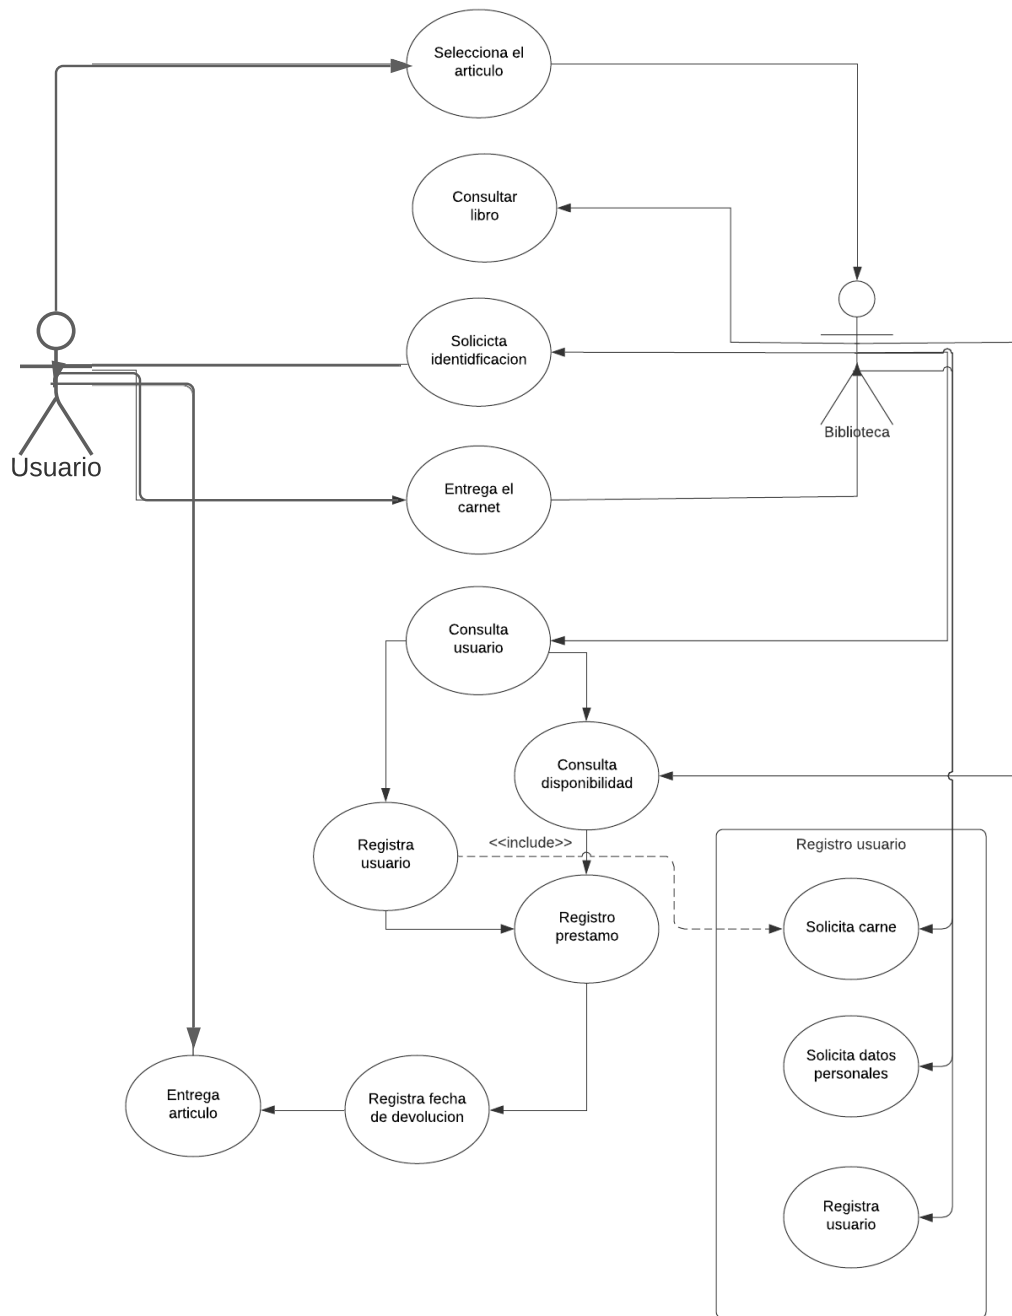 Selecciona el
articulo
Consultar
libro
Solicicta
identidficacion
Biblioteca
Usuario
Entrega el
carnet
Consulta
usuario
Consulta
disponibilidad
Registra
usuario
<<include>>
Registro usuario
Registro
prestamo
Solicita carne
Solicita datos
personales
Entrega
articulo
Registra fecha
de devolucion
Registra
usuario